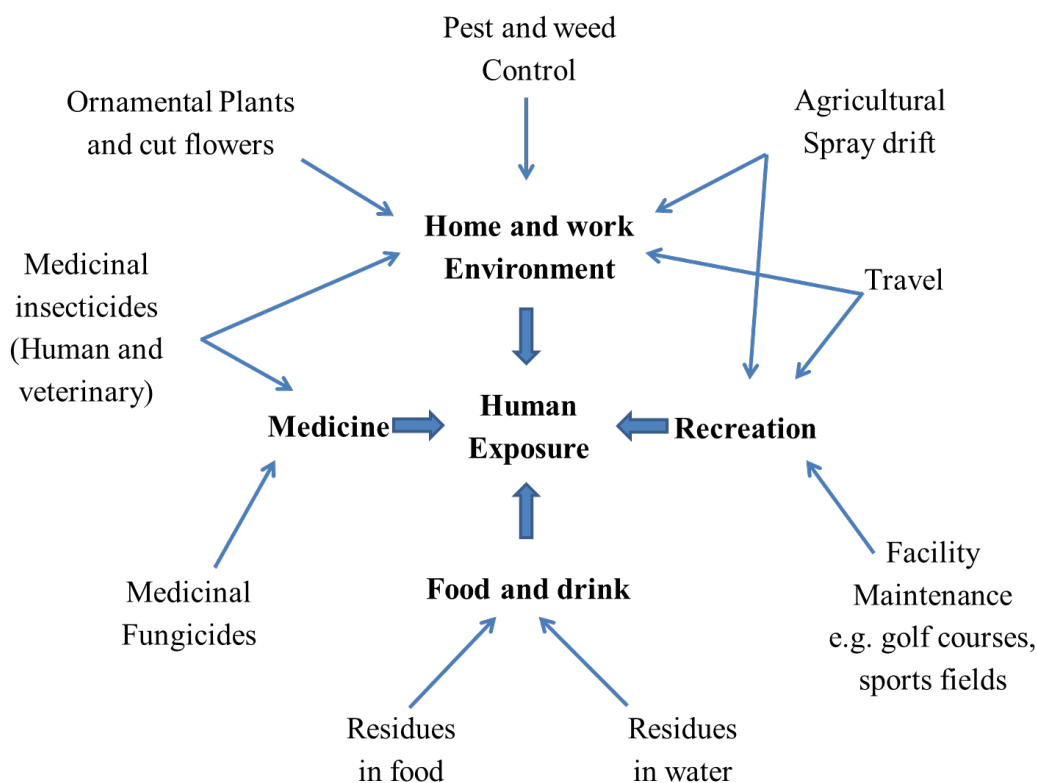 Pest and weed
Control
Ornamental Plants
and cut flowers
Agricultural
Spray drift
Home and work
Environment
Medicinal
insecticides
(Human and
veterinary)
Travel
Medicine
Human
Exposure
Recreation
Medicinal
Fungicides
Food and drink
Facility
Maintenance
e.g. golf courses,
sports fields
Residues
in food
Residues
in water